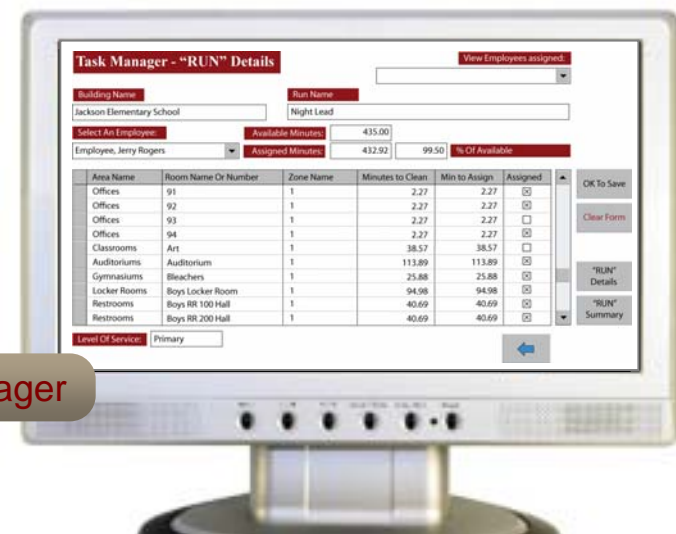 Task Manager - “RUN” Details
View Employees assigned:
Building Name Run Name
Jackson Elementary School Night Lead
Select An Employee: Available Minutes: 435.00
Employee, Jerry Rogers Assigned Minutes: 432.92 99.50 % Of Available
Area Name Room Name Or Number Zone Name Minutes to Clean Min to Assign Assigned
Offices 91 1 2.27 2.27
Offices 92 1 2.27 2.27
Offices 93 1 2.27 2.27
Offices 94 1 2.27 2.27
Classrooms Art 1 38.57 38.57
Auditoriums Auditorium 1 113.89 113.89
Gymnasiums Bleachers 1 25.88 25.88
Locker Rooms Boys Locker Room 1 94.98 94.98
Restrooms Boys RR 100 Hall 1 40.69 40.69
Restrooms Boys RR 200 Hall 1 40.69 40.69
OK To Save
Clear Form
"RUN"
Details
"RUN"
Summary
Level Of Service: Primary
ager